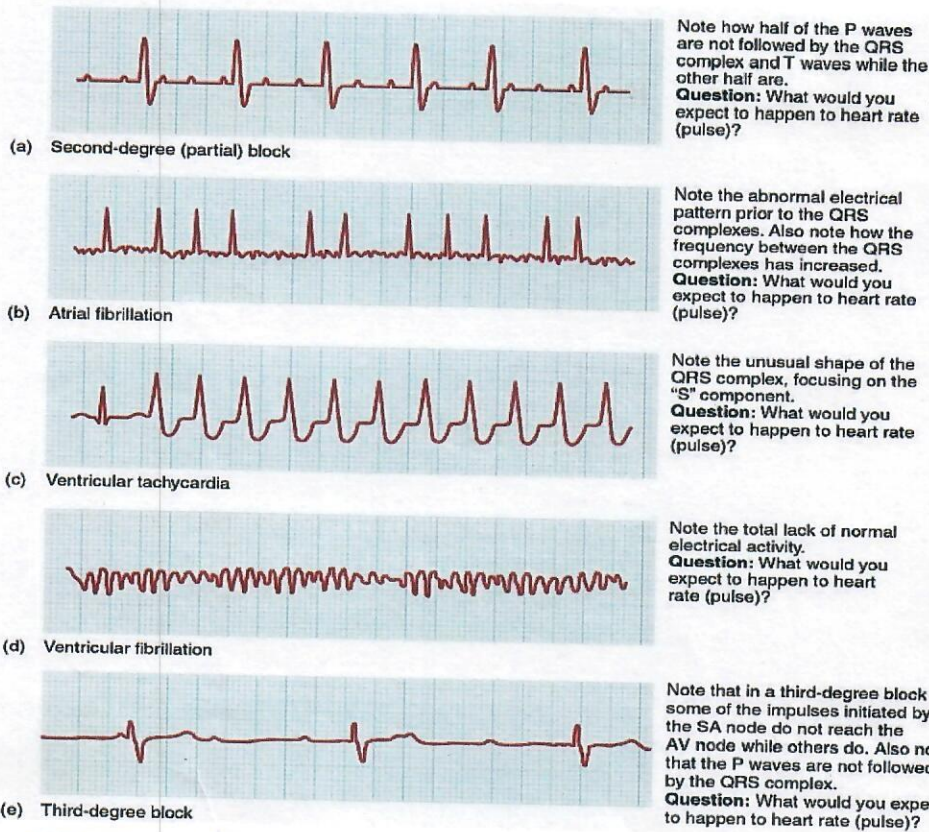 Note how half of the P waves
are not followed by the QRS
complex and T waves while the
other half are.
Question: What would you
expect to happen to heart rate
(pulse)?
(a) Second-degree (partial) block
Note the abnormal electrical
pattern prior to the QRS
complexes. Also note how the
frequency between the QRS
complexes has increased.
Question: What would you
expect to happen to heart rate
(pulse)?
(b) Atrial fibrillation
Note the unusual shape of the
QRS complex, focusing on the
"S" component.
Question: What would you
expect to happen to heart rate
(pulse)?
(c) Ventricular tachycardia
Note the total lack of normal
electrical activity.
Question: What would you
expect to happen to heart
rate (pulse)?
(d) Ventricular fibrillation
Note that in a third-degree block
some of the impulses initiated by
the SA node do not reach the
AV node while others do. Also no
that the P waves are not followed
by the QRS complex.
Question: What would you expe
to happen to heart rate (pulse)?
(e) Third-degree block